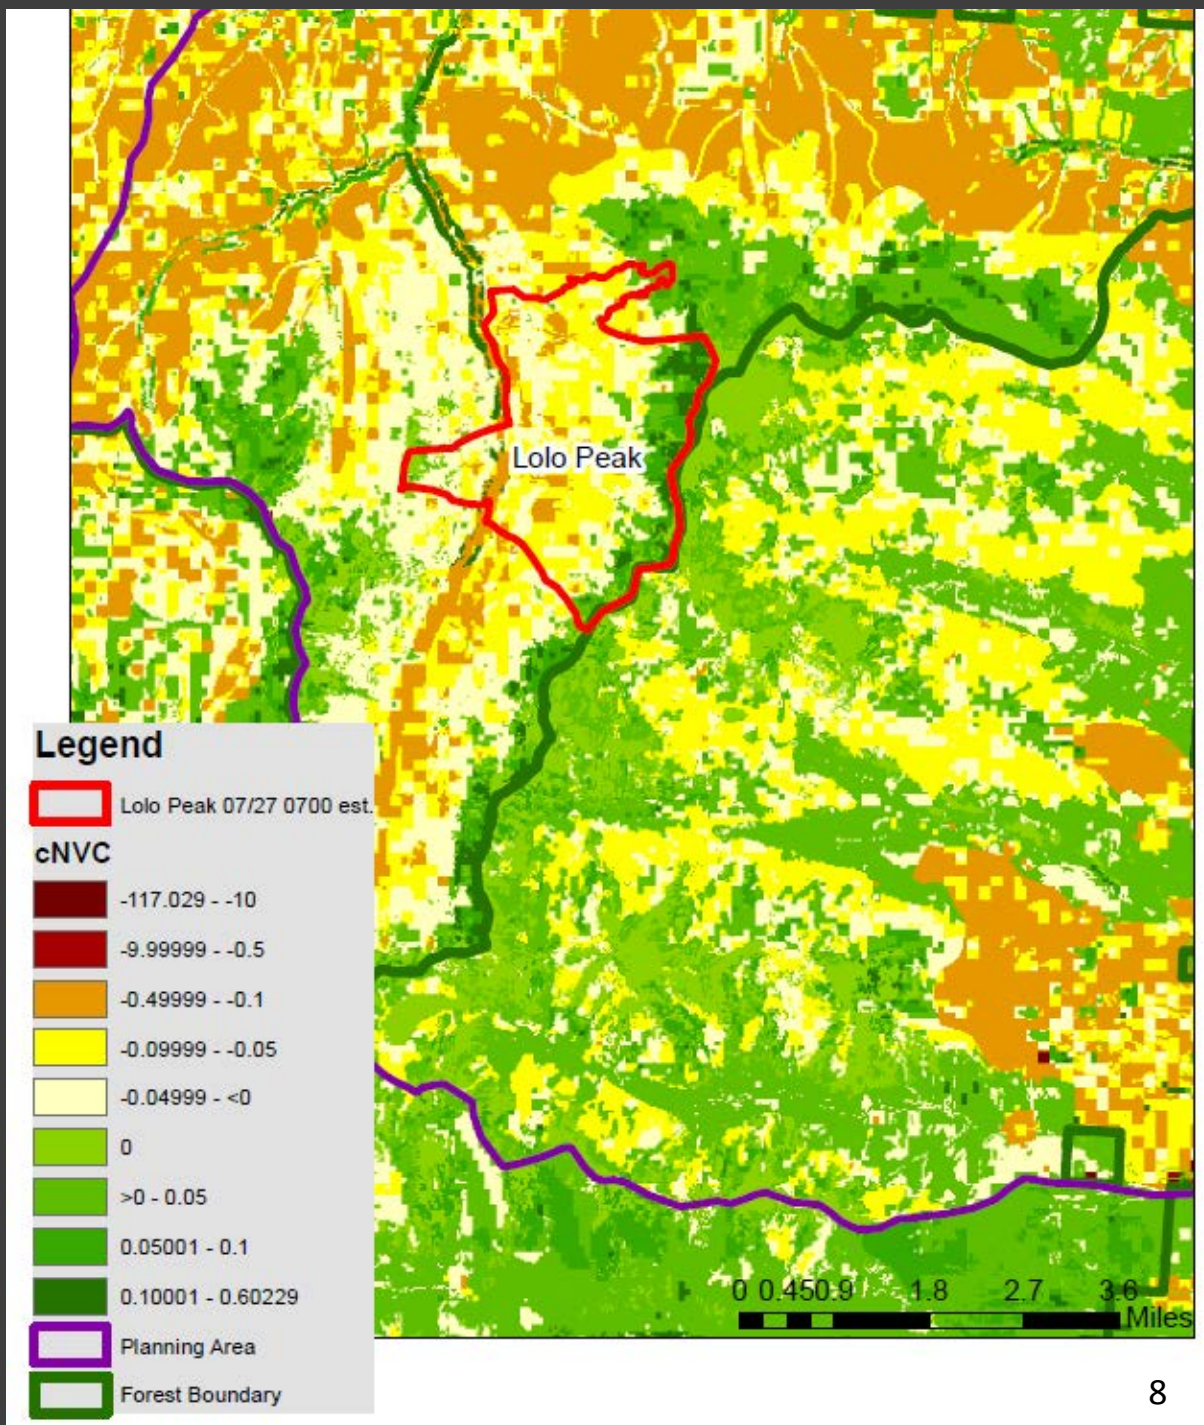 Lolo Peak
Legend
Lolo Peak 07/27 0700 est.
cNVC
-117.029 - -10
-9.99999 - -0.5
-0.49999 - -0.1
-0.09999 - -0.05
-0.04999 - <0
0
>0 - 0.05
0.05001 - 0.1
0.10001 - 0.60229
Planning Area
Forest Boundary
0 0.45 0.9 1.8 2.7 3.6
Miles
8